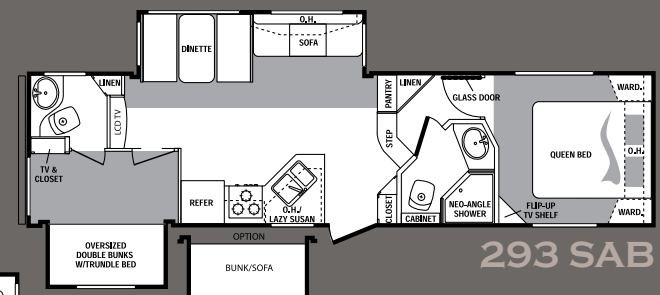 O.H.
SOFA
DINETTE
LINEN
LCD TV
TV &
CLOSET
PANTRY
LINEN
GLASS DOOR
WARD.
STEP
QUEEN BED
O.H.
REFER
O.H./
LAZY SUSAN
CLOSET
CABINET
NEO-ANGLE
SHOWER
FLIP-UP
TV SHELF
WARD.
OVERSIZED
DOUBLE BUNKS
W/TRUNDLE BED
OPTION
BUNK/SOFA
293 SAB